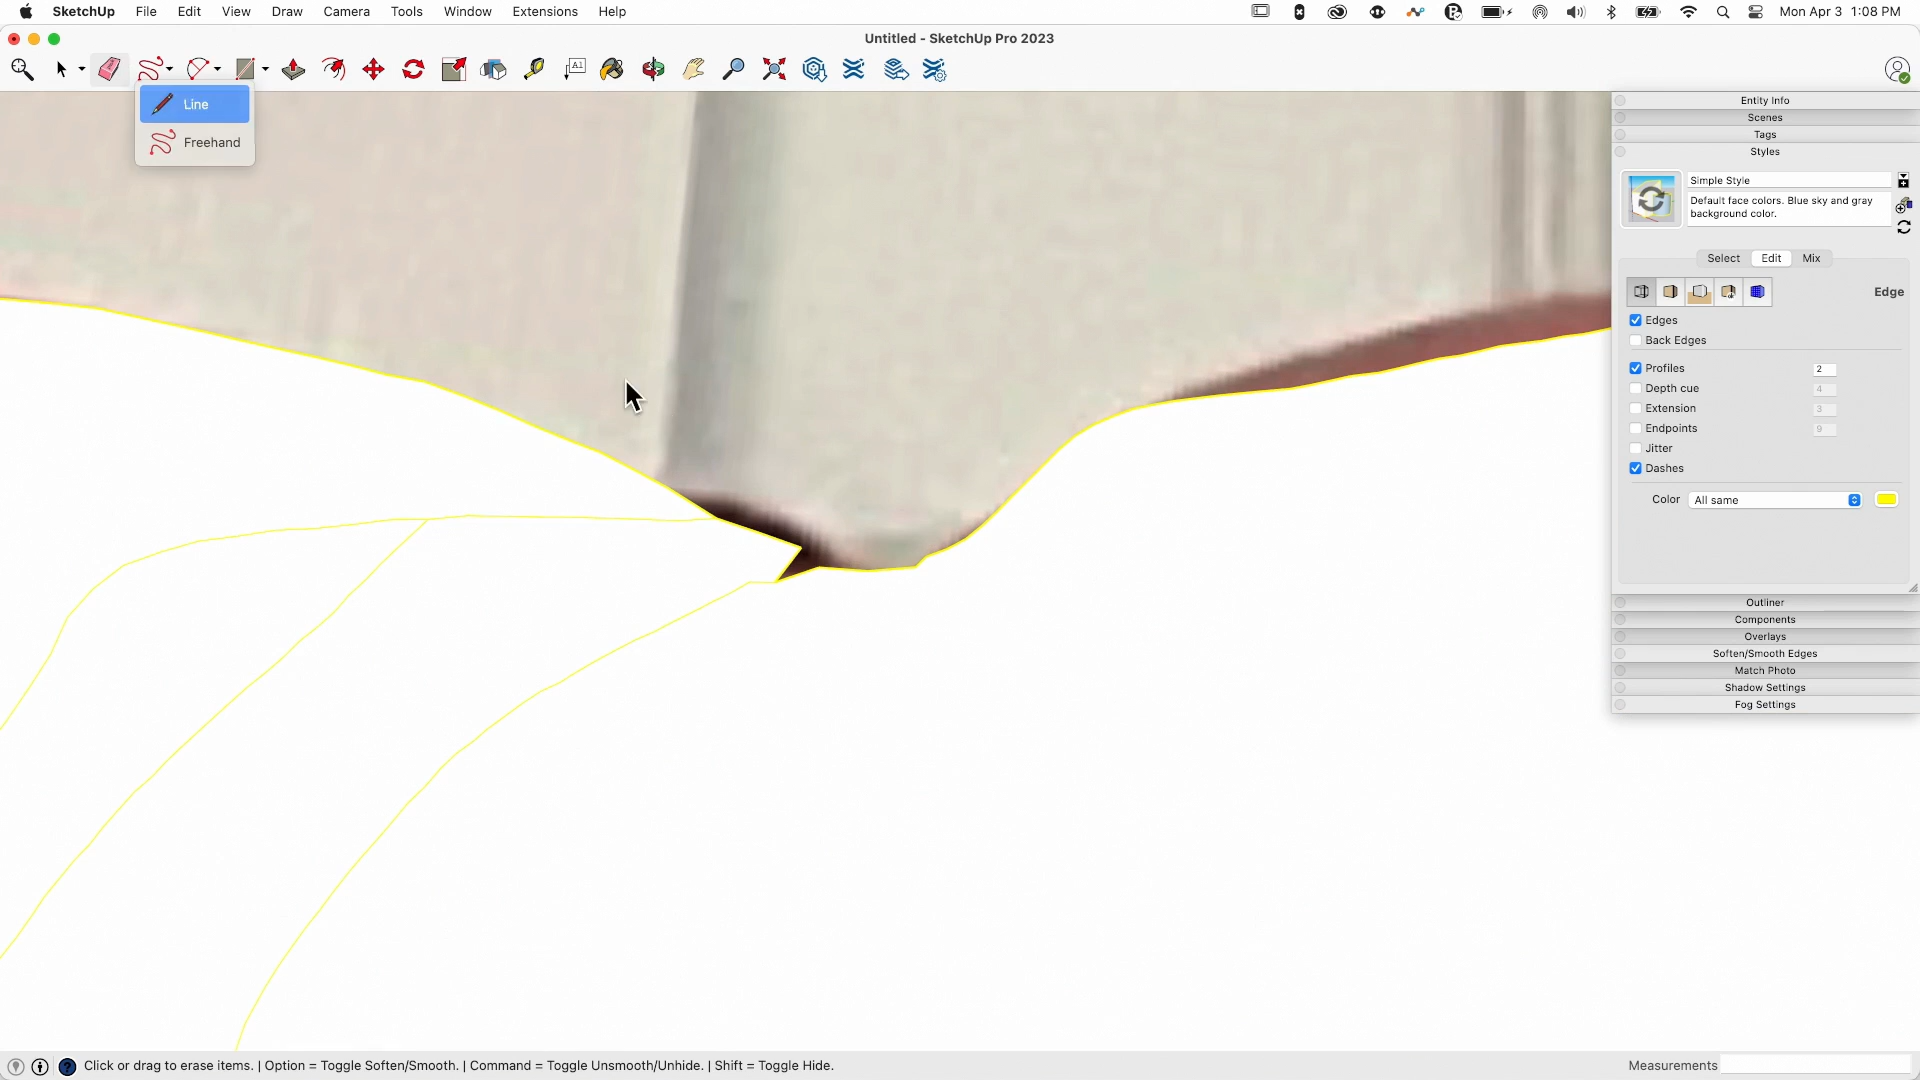 SketchUp File Edit View Draw Camera Tools Window Extensions Help Mon Apr 3 1:08 PM
Untitled - SketchUp Pro 2023
A1
Line
Freehand
Entity Info
Scenes
Tags
Styles
Simple Style
Default face colors. Blue sky and gray
background color.
Select Edit Mix
Edge
Edges
Back Edges
Profiles 2
Depth cue 4
Extension 3
Endpoints 9
Jitter
Dashes
Color All same
Outliner
Components
Overlays
Soften/Smooth Edges
Match Photo
Shadow Settings
Fog Settings
Click or drag to erase items. | Option = Toggle Soften/Smooth. | Command = Toggle Unsmooth/Unhide. | Shift = Toggle Hide. Measurements